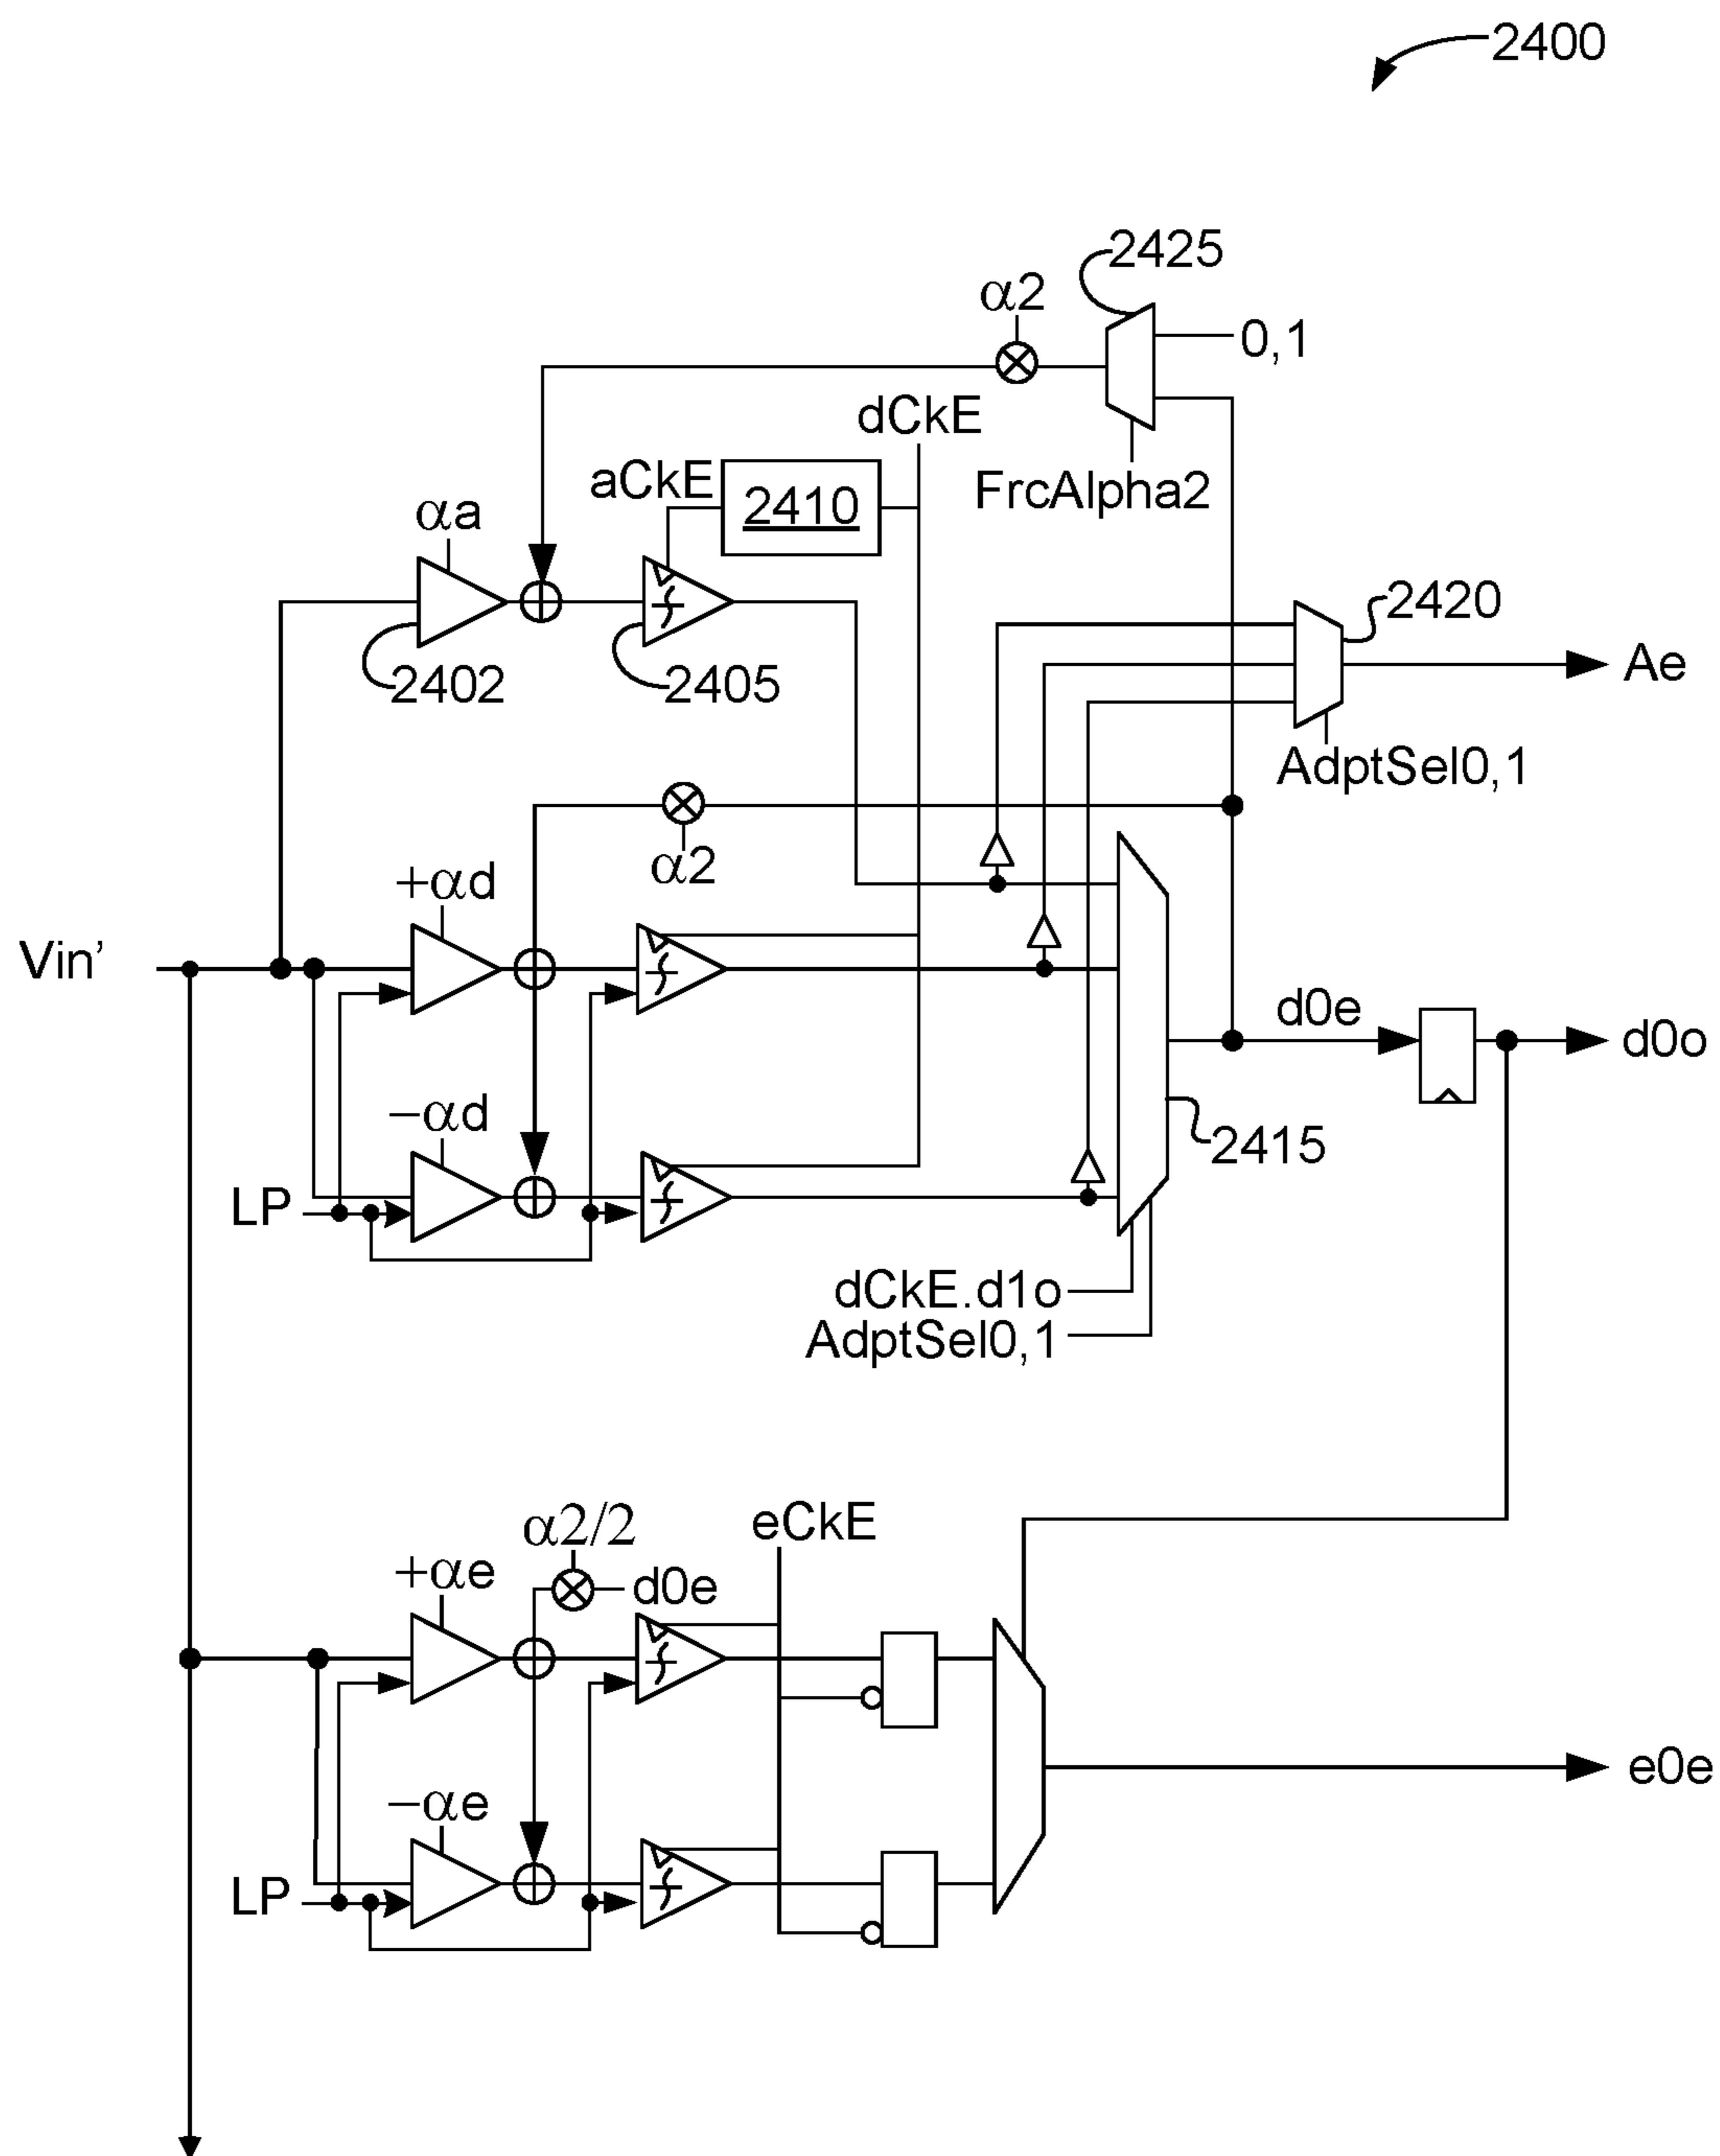 2400
2425
α2
0,1
dCkE
aCkE
2410
FrcAlpha2
αa
2402
2405
2420
Ae
AdptSel0,1
α2
+αd
Vin’
d0e
d0o
−αd
2415
LP
dCkE.d1o
AdptSel0,1
α2/2
eCkE
+αe
d0e
e0e
−αe
LP